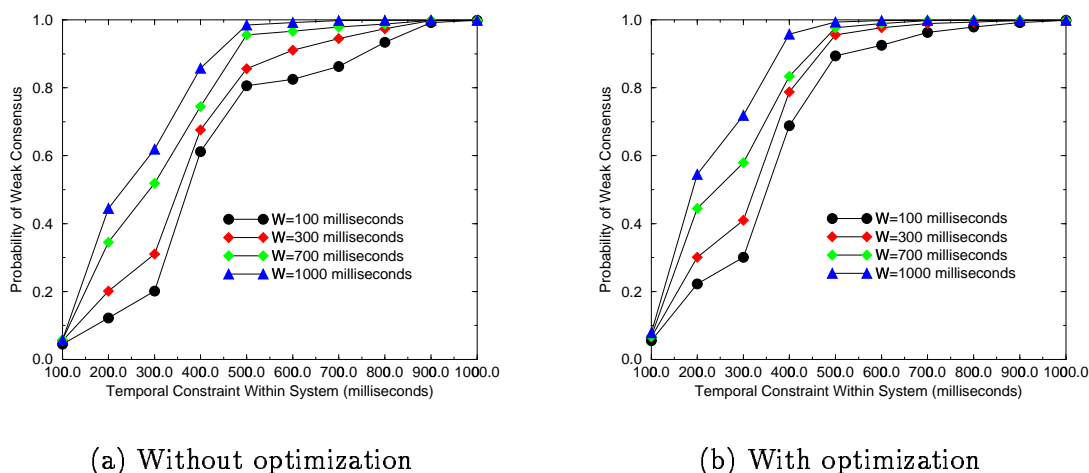 1.0
0.8
0.6
0.4
0.2
0.0
Probability of Weak Consensus
W=100 milliseconds
W=300 milliseconds
W=700 milliseconds
W=1000 milliseconds
100.0 200.0 300.0 400.0 500.0 600.0 700.0 800.0 900.0 1000.0
Temporal Constraint Within System (milliseconds)
(a) Without optimization
1.0
0.8
0.6
0.4
0.2
0.0
Probability of Weak Consensus
W=100 milliseconds
W=300 milliseconds
W=700 milliseconds
W=1000 milliseconds
100.0 200.0 300.0 400.0 500.0 600.0 700.0 800.0 900.0 1000.0
Temporal Constraint Within System (milliseconds)
(b) With optimization